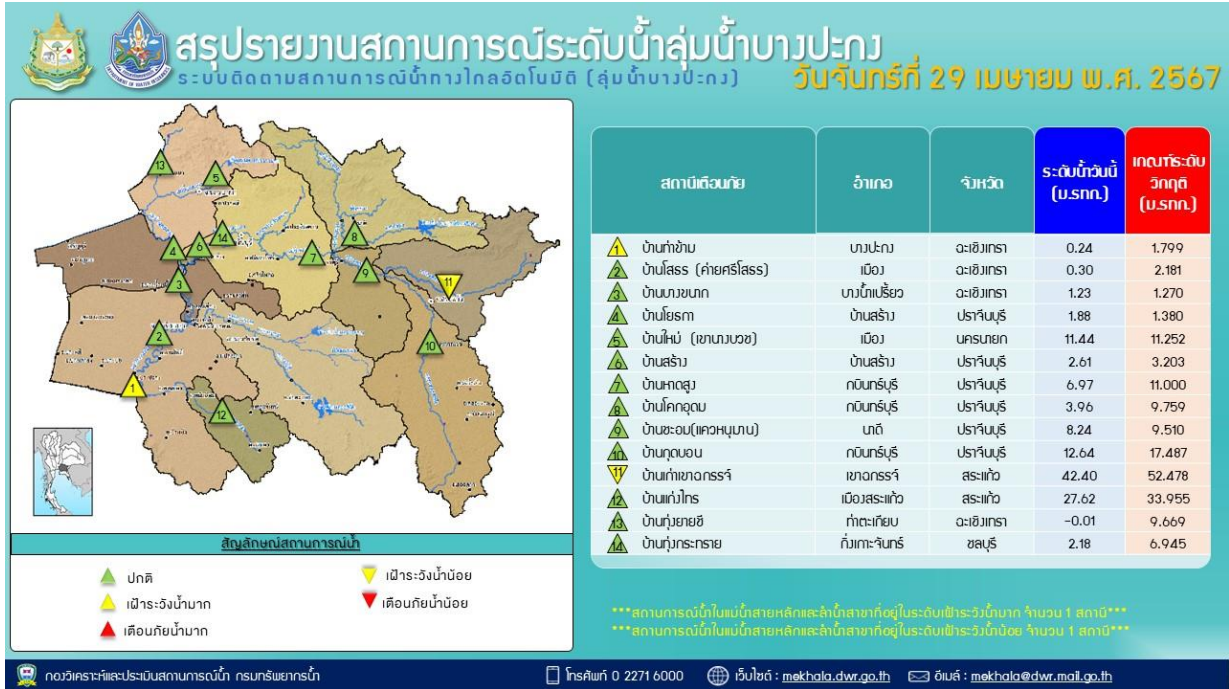 สรุปรายงานสถานการณ์ระดับน้ำลุ่มน้ำบางปะกง
ระบบติดตามสถานการณ์น้ำทางไกลอัตโนมัติ (ลุ่มน้ำบางปะกง)
วันจันทร์ที่ 29 เมษายน พ.ศ. 2567
สถานีเตือนภัย อำเภอ จังหวัด ระดับน้ำวันนี้ (ม.รทก.) เกณฑ์ระดับวิกฤติ (ม.รทก.)
1 บ้านท่าข้าม บางปะกง ฉะเชิงเทรา 0.24 1.799
2 บ้านโสธร (ค่ายศรีโสธร) เมือง ฉะเชิงเทรา 0.30 2.181
3 บ้านบางขนาก บางน้ำเปรี้ยว ฉะเชิงเทรา 1.23 1.270
4 บ้านโยธกา บ้านสร้าง ปราจีนบุรี 1.88 1.380
5 บ้านใหม่ (เขานางบวช) เมือง นครนายก 11.44 11.252
6 บ้านสร้าง บ้านสร้าง ปราจีนบุรี 2.61 3.203
7 บ้านหาดสูง กบินทร์บุรี ปราจีนบุรี 6.97 11.000
8 บ้านโคกอุดม กบินทร์บุรี ปราจีนบุรี 3.96 9.759
9 บ้านชะอม(แควหนุมาน) นาดี ปราจีนบุรี 8.24 9.510
10 บ้านกุดบอน กบินทร์บุรี ปราจีนบุรี 12.64 17.487
11 บ้านเก่าเขาฉกรรจ์ เขาฉกรรจ์ สระแก้ว 42.40 52.478
12 บ้านแก่งไทร เมืองสระแก้ว สระแก้ว 27.62 33.955
13 บ้านทุ่งยายชี ท่าตะเกียบ ฉะเชิงเทรา -0.01 9.669
14 บ้านทุ่งกระทราย กิ่งเกาะจันทร์ ชลบุรี 2.18 6.945
13
5
14
6
4
8
7
9
3
11
2
10
1
12
สัญลักษณ์สถานการณ์น้ำ
ปกติ
เฝ้าระวังน้ำน้อย
เฝ้าระวังน้ำมาก
เตือนภัยน้ำน้อย
เตือนภัยน้ำมาก
***สถานการณ์น้ำในแม่น้ำสายหลักและลำน้ำสาขาที่อยู่ในระดับเฝ้าระวังน้ำมาก จำนวน 1 สถานี***
***สถานการณ์น้ำในแม่น้ำสายหลักและลำน้ำสาขาที่อยู่ในระดับเฝ้าระวังน้ำน้อย จำนวน 1 สถานี***
กองวิเคราะห์และประเมินสถานการณ์น้ำ กรมทรัพยากรน้ำ
โทรศัพท์ 0 2271 6000
เว็บไซต์ : mekhala.dwr.go.th
อีเมล์ : mekhala@dwr.mail.go.th